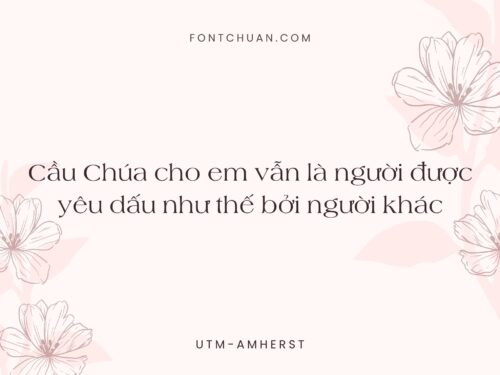 FONTCHUAN.COM
Cầu Chúa cho em vẫn là người được
yêu dấu như thế bởi người khác
UTM-AMHERST